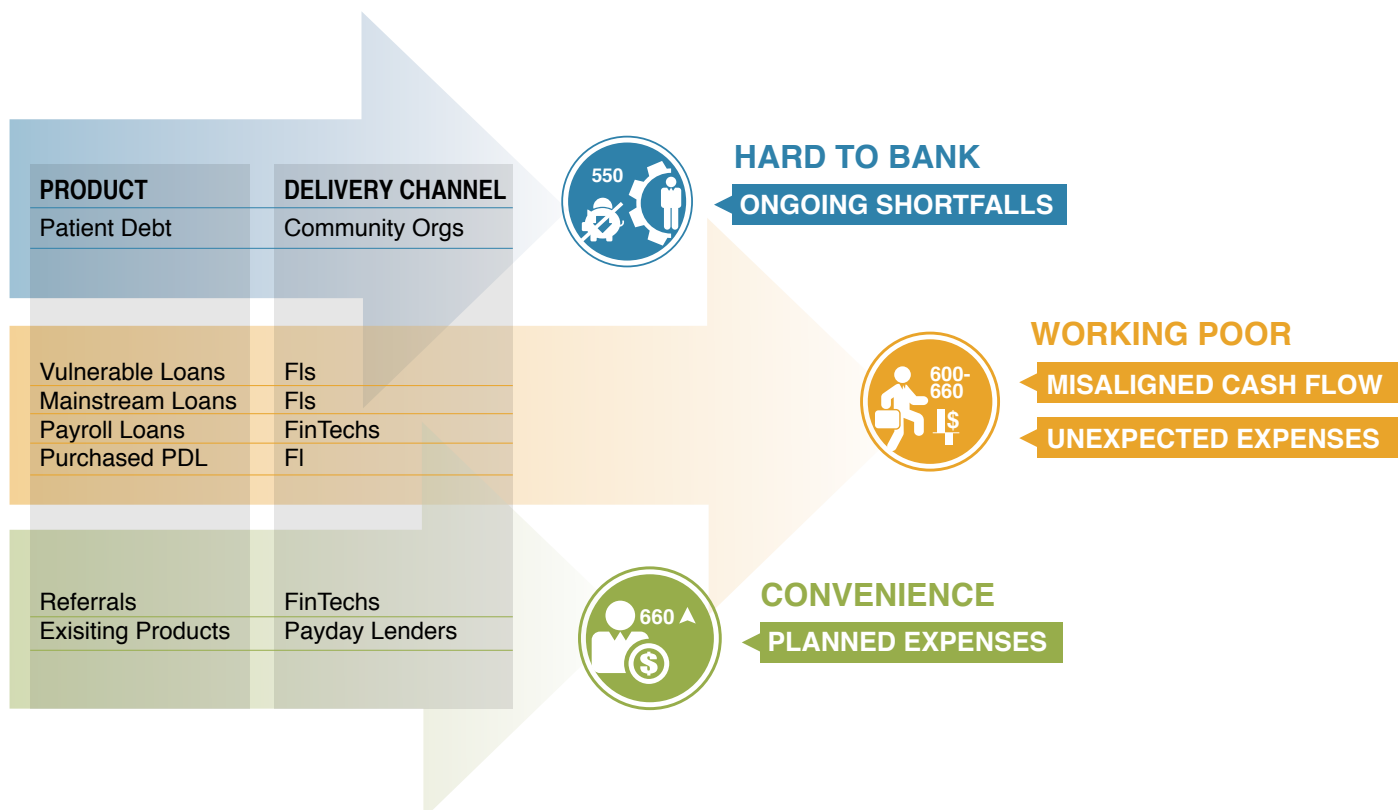 PRODUCT DELIVERY CHANNEL
Patient Debt Community Orgs
550
HARD TO BANK
ONGOING SHORTFALLS
Vulnerable Loans FIs
Mainstream Loans FIs
Payroll Loans FinTechs
Purchased PDL FI
600-
660
$
WORKING POOR
MISALIGNED CASH FLOW
UNEXPECTED EXPENSES
Referrals FinTechs
Exisiting Products Payday Lenders
660
$
CONVENIENCE
PLANNED EXPENSES